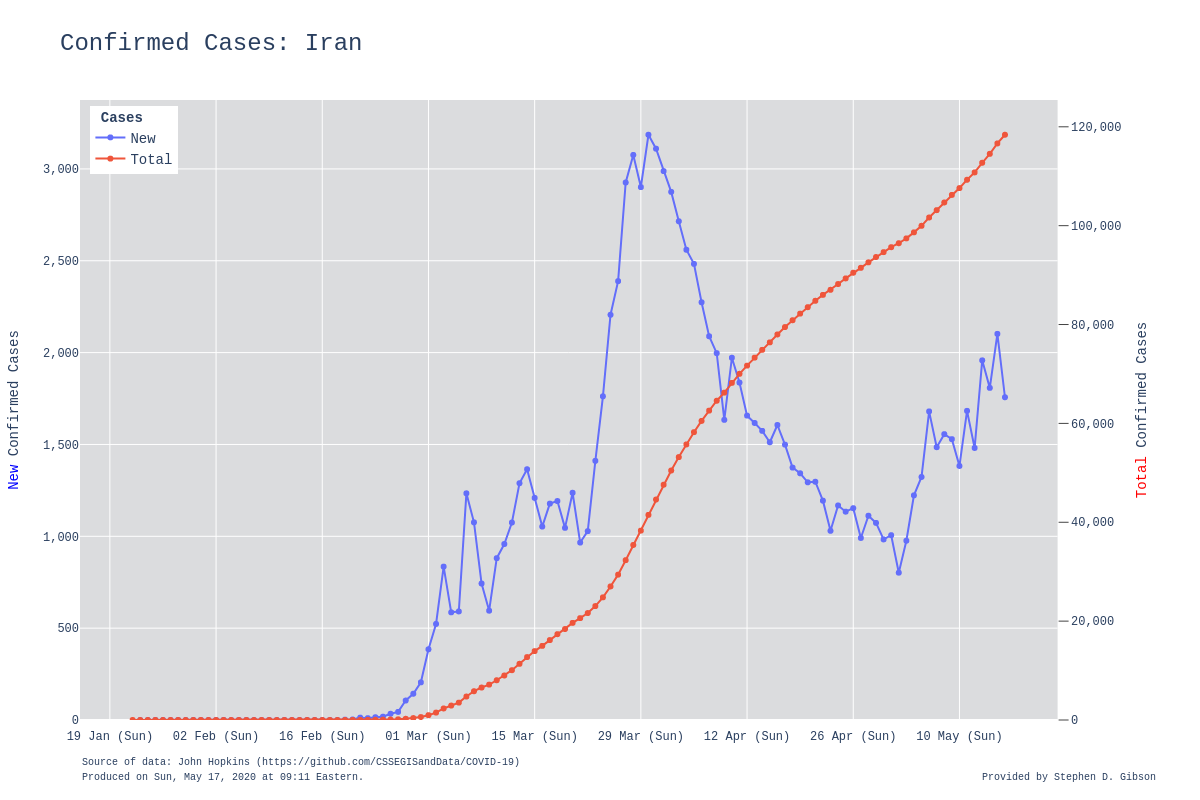 Confirmed Cases: Iran
Cases
New
Total
3,000
2,500
2,000
1,500
1,000
500
0
New Confirmed Cases
120,000
100,000
80,000
60,000
40,000
20,000
0
Total Confirmed Cases
19 Jan (Sun) 02 Feb (Sun) 16 Feb (Sun) 01 Mar (Sun) 15 Mar (Sun) 29 Mar (Sun) 12 Apr (Sun) 26 Apr (Sun) 10 May (Sun)
Source of data: John Hopkins (https://github.com/CSSEGISandData/COVID-19)
Produced on Sun, May 17, 2020 at 09:11 Eastern.
Provided by Stephen D. Gibson